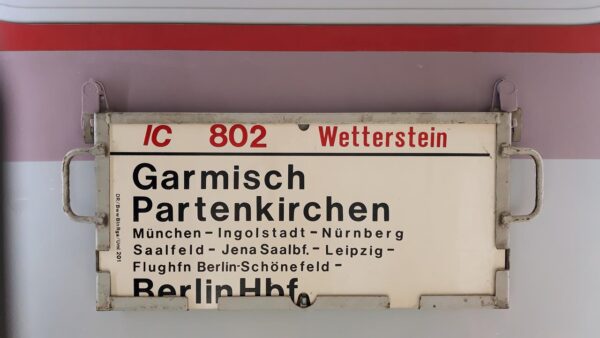 IC 802 Wetterstein
Garmisch
Partenkirchen
München – Ingolstadt – Nürnberg
Saalfeld – Jena Saalbf. – Leipzig –
Flughfn Berlin-Schönefeld –
Berlin Hbf.